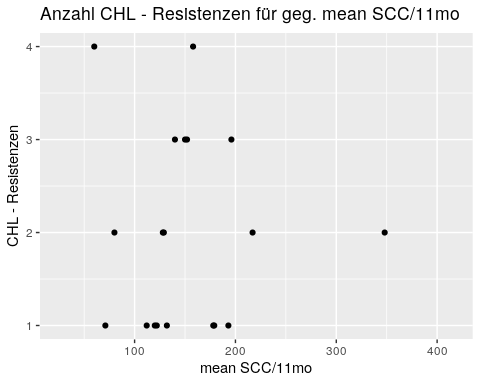 Anzahl CHL - Resistenzen für geg. mean SCC/11mo
4
3
2
1
CHL - Resistenzen
100 200 300 400
mean SCC/11mo